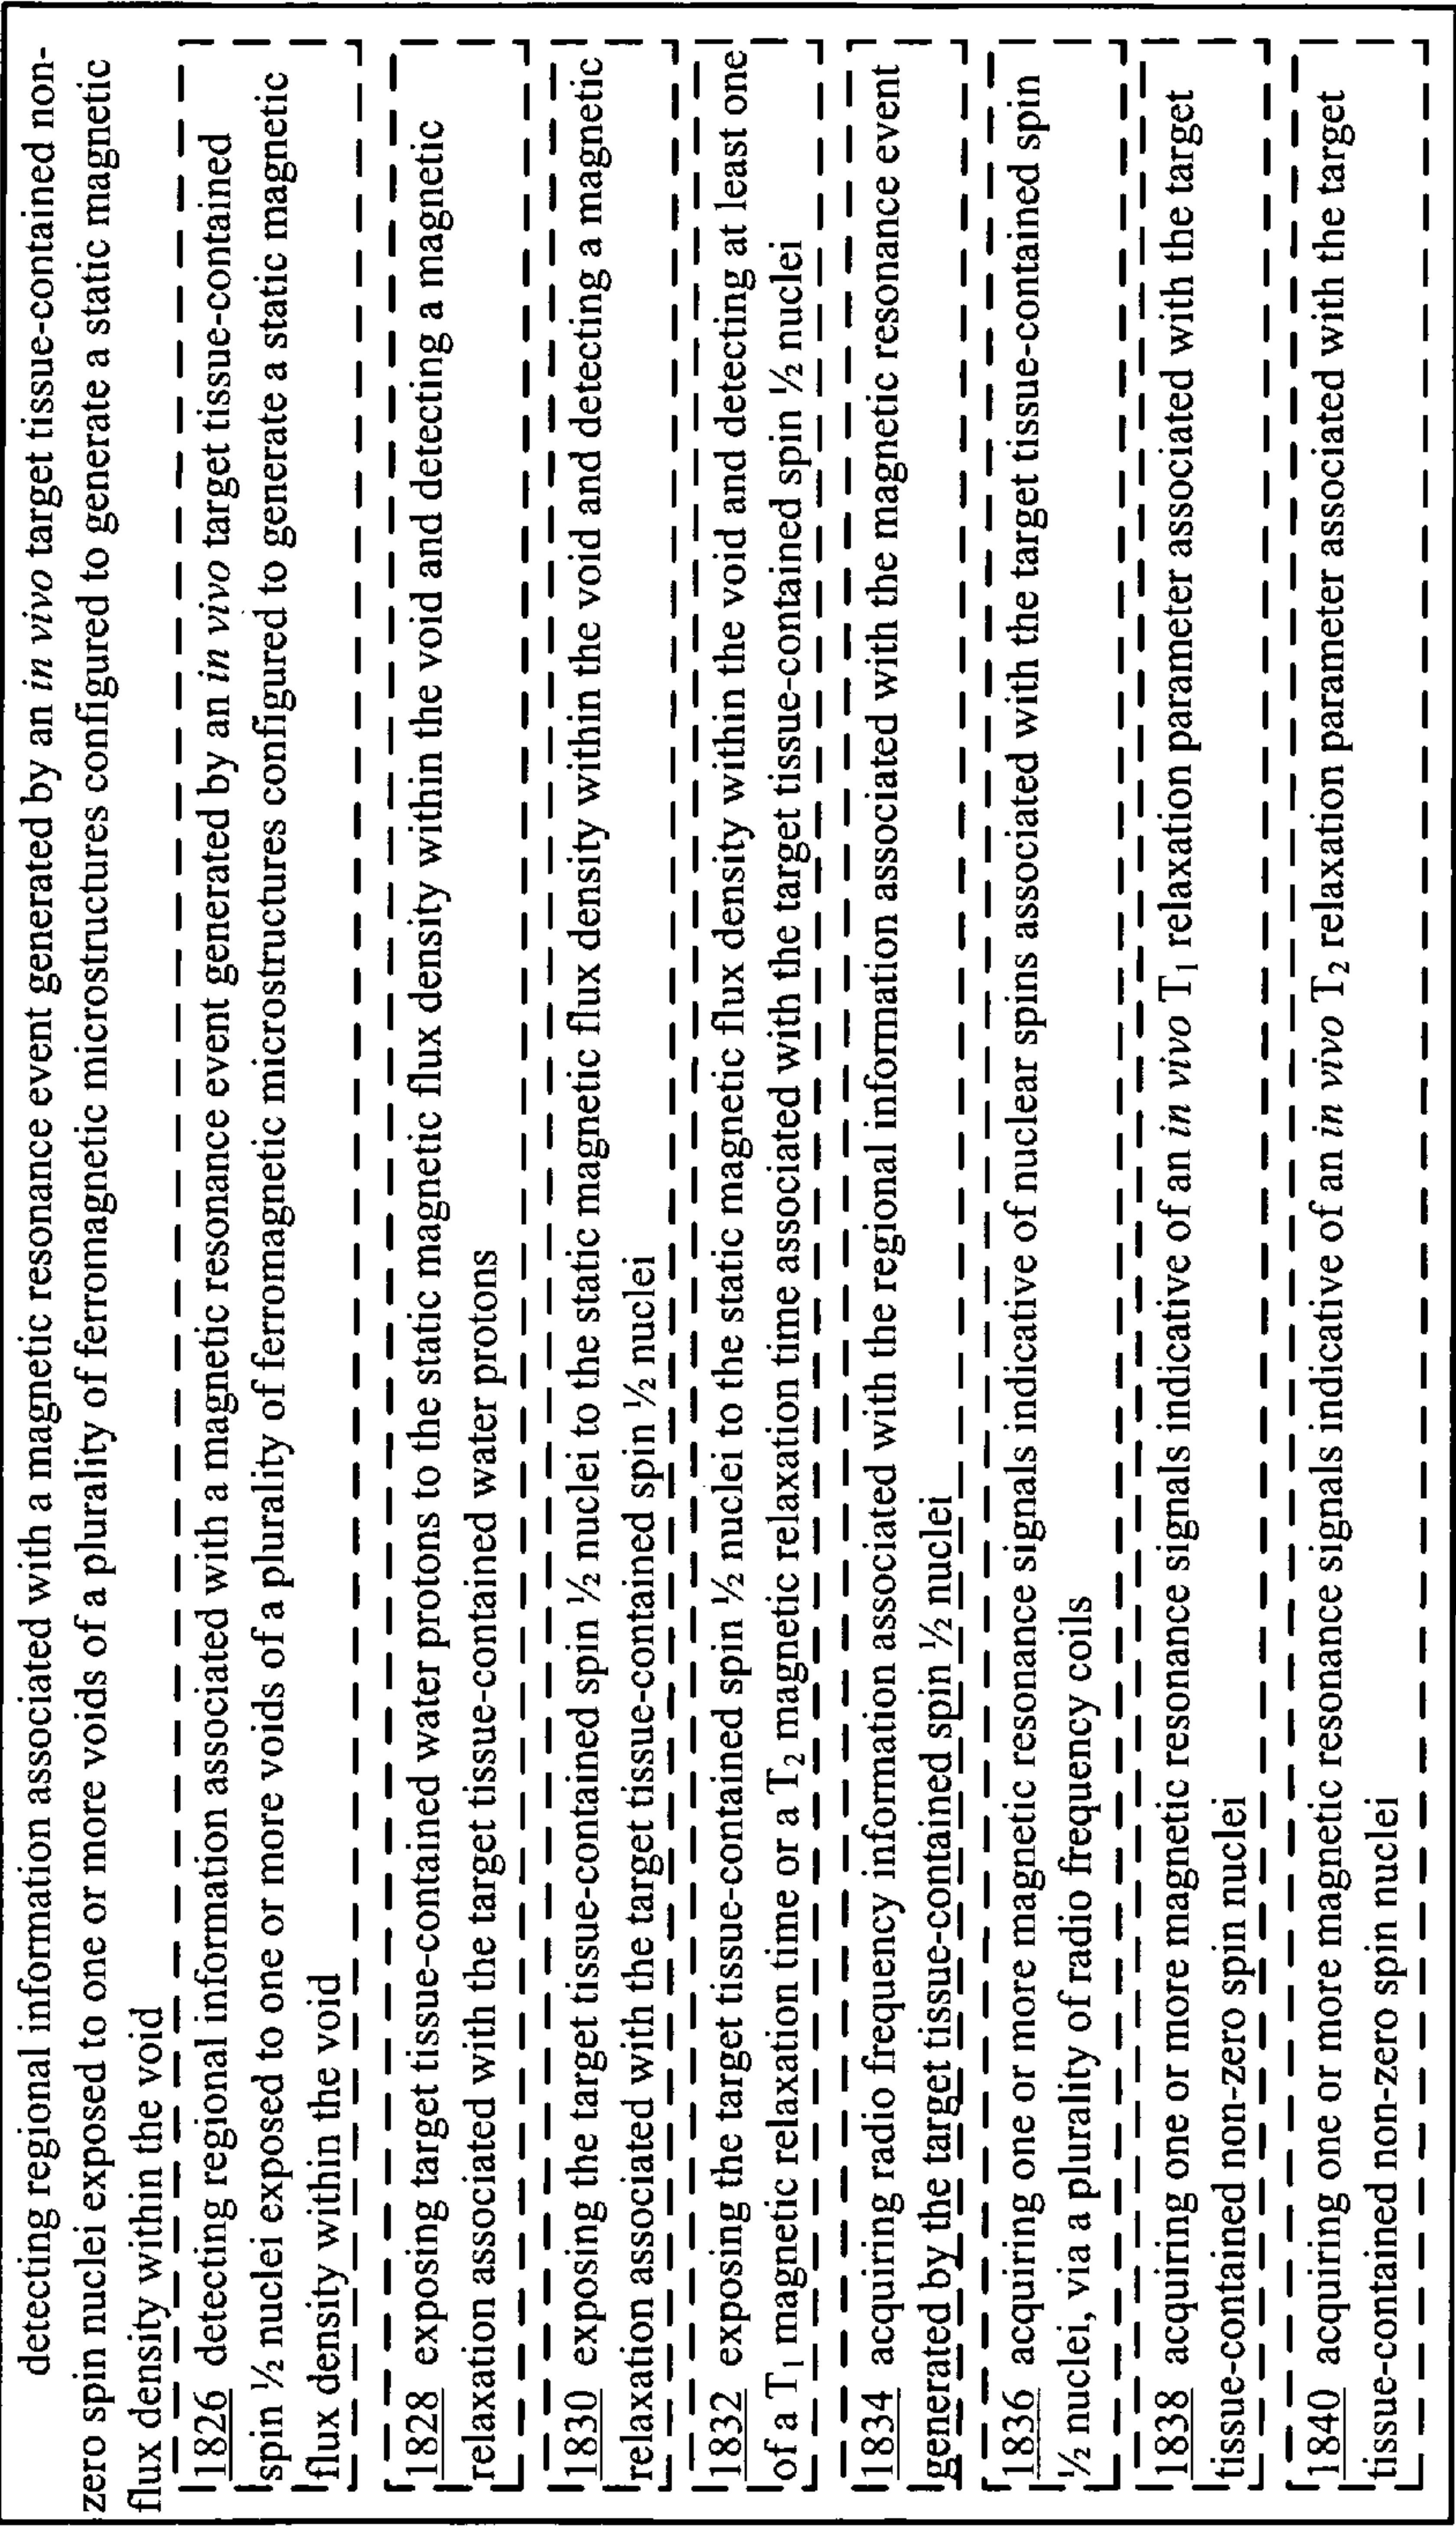 detecting regional information associated with a magnetic resonance event generated by an in vivo target tissue-contained non-
zero spin nuclei exposed to one or more voids of a plurality of ferromagnetic microstructures configured to generate a static magnetic
flux density within the void
1826 detecting regional information associated with a magnetic resonance event generated by an in vivo target tissue-contained
spin ½ nuclei exposed to one or more voids of a plurality of ferromagnetic microstructures configured to generate a static magnetic
flux density within the void
1828 exposing target tissue-contained water protons to the static magnetic flux density within the void and detecting a magnetic
relaxation associated with the target tissue-contained water protons
1830 exposing the target tissue-contained spin ½ nuclei to the static magnetic flux density within the void and detecting a magnetic
relaxation associated with the target tissue-contained spin ½ nuclei
1832 exposing the target tissue-contained spin ½ nuclei to the static magnetic flux density within the void and detecting at least one
of a T₁ magnetic relaxation time or a T₂ magnetic relaxation time associated with the target tissue-contained spin ½ nuclei
1834 acquiring radio frequency information associated with the regional information associated with the magnetic resonance event
generated by the target tissue-contained spin ½ nuclei
1836 acquiring one or more magnetic resonance signals indicative of nuclear spins associated with the target tissue-contained spin
½ nuclei, via a plurality of radio frequency coils
1838 acquiring one or more magnetic resonance signals indicative of an in vivo T₁ relaxation parameter associated with the target
tissue-contained non-zero spin nuclei
1840 acquiring one or more magnetic resonance signals indicative of an in vivo T₂ relaxation parameter associated with the target
tissue-contained non-zero spin nuclei